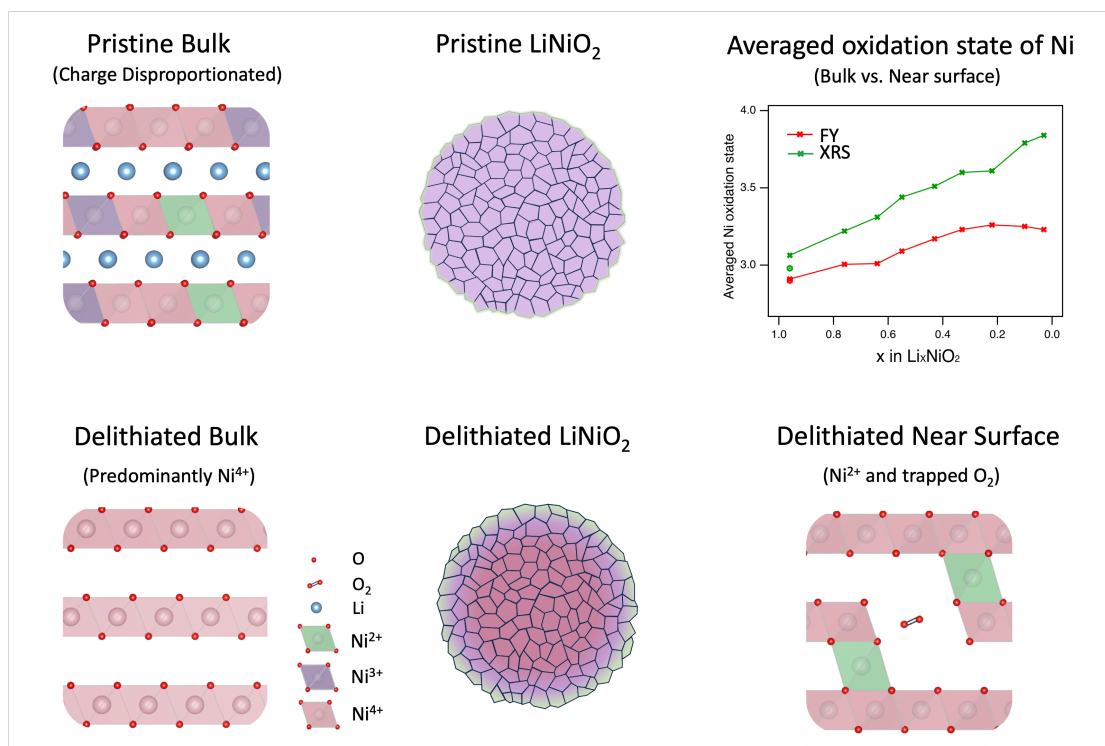 Pristine Bulk
(Charge Disproportionated)
Pristine LiNiO₂
Averaged oxidation state of Ni
(Bulk vs. Near surface)
4.0
3.5
3.0
Averaged Ni oxidation state
FY
XRS
1.0 0.8 0.6 0.4 0.2 0.0
x in LiₓNiO₂
Delithiated Bulk
(Predominantly Ni⁴⁺)
O
O₂
Li
Ni²⁺
Ni³⁺
Ni⁴⁺
Delithiated LiNiO₂
Delithiated Near Surface
(Ni²⁺ and trapped O₂)